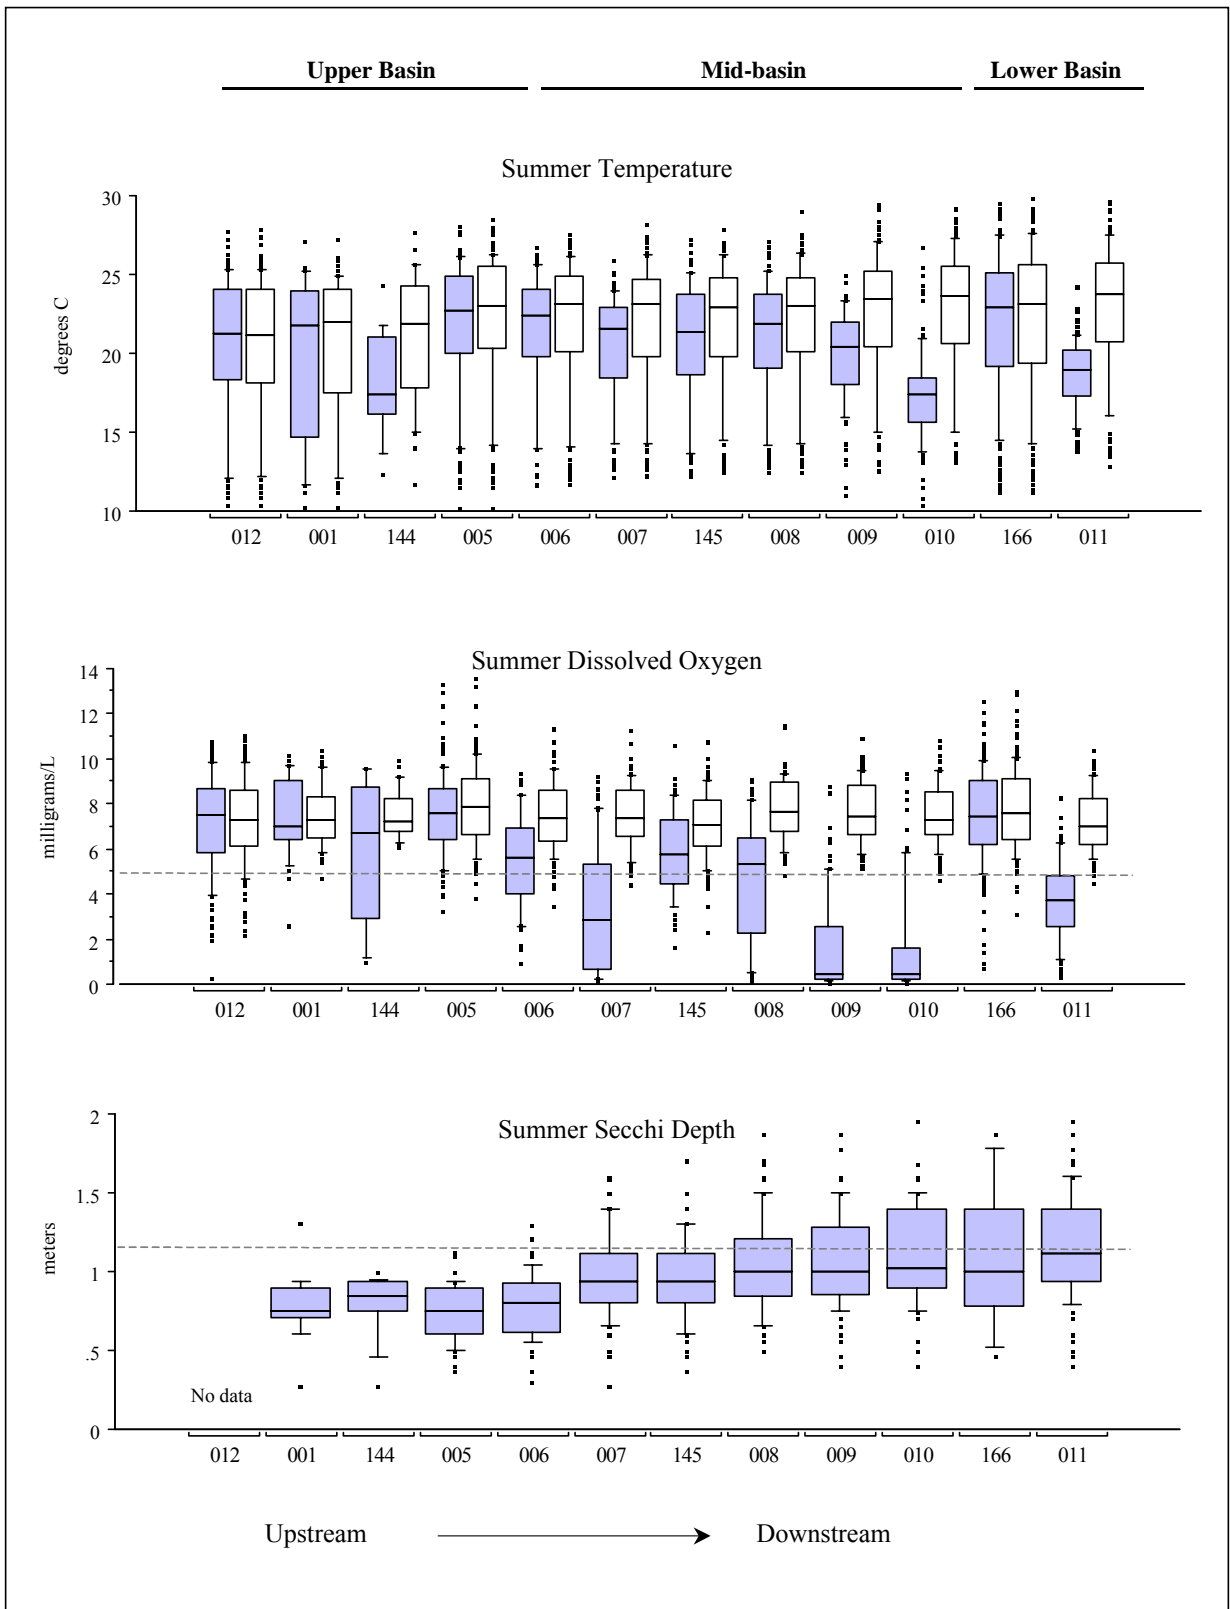 Upper Basin Mid-basin Lower Basin
Summer Temperature
30
25
20
15
10
degrees C
012 001 144 005 006 007 145 008 009 010 166 011
Summer Dissolved Oxygen
14
12
10
8
6
4
2
0
milligrams/L
012 001 144 005 006 007 145 008 009 010 166 011
Summer Secchi Depth
2
1.5
1
.5
0
meters
No data
012 001 144 005 006 007 145 008 009 010 166 011
Upstream Downstream